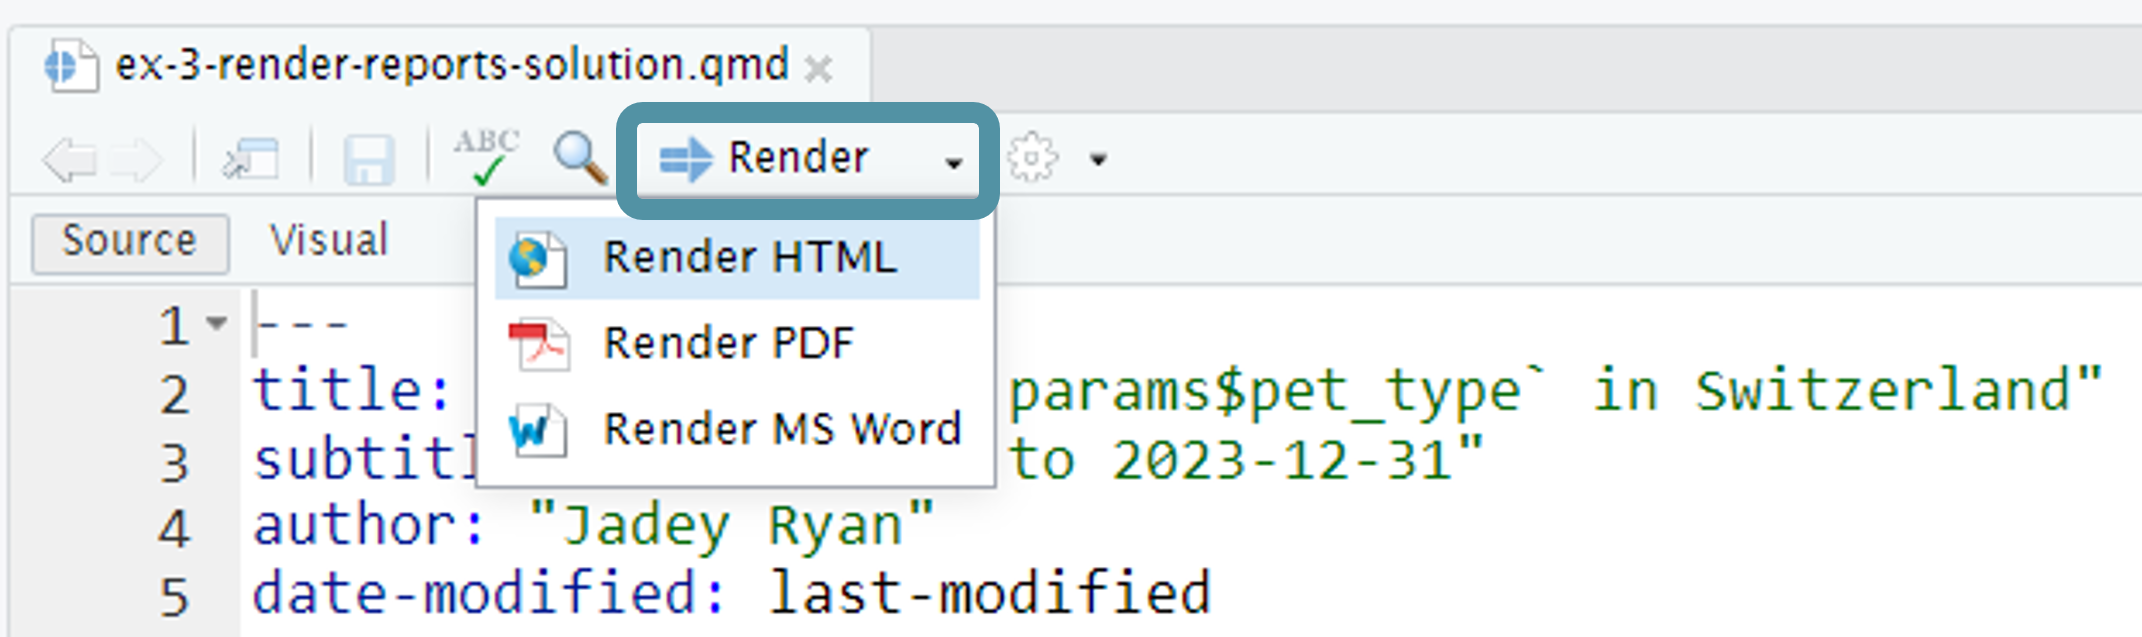 ex-3-render-reports-solution.qmd
ABC Render
Source Visual
Render HTML
Render PDF
Render MS Word
1 ---
2 title: params$pet_type` in Switzerland"
3 subtitl to 2023-12-31"
4 author: "Jadey Ryan"
5 date-modified: last-modified